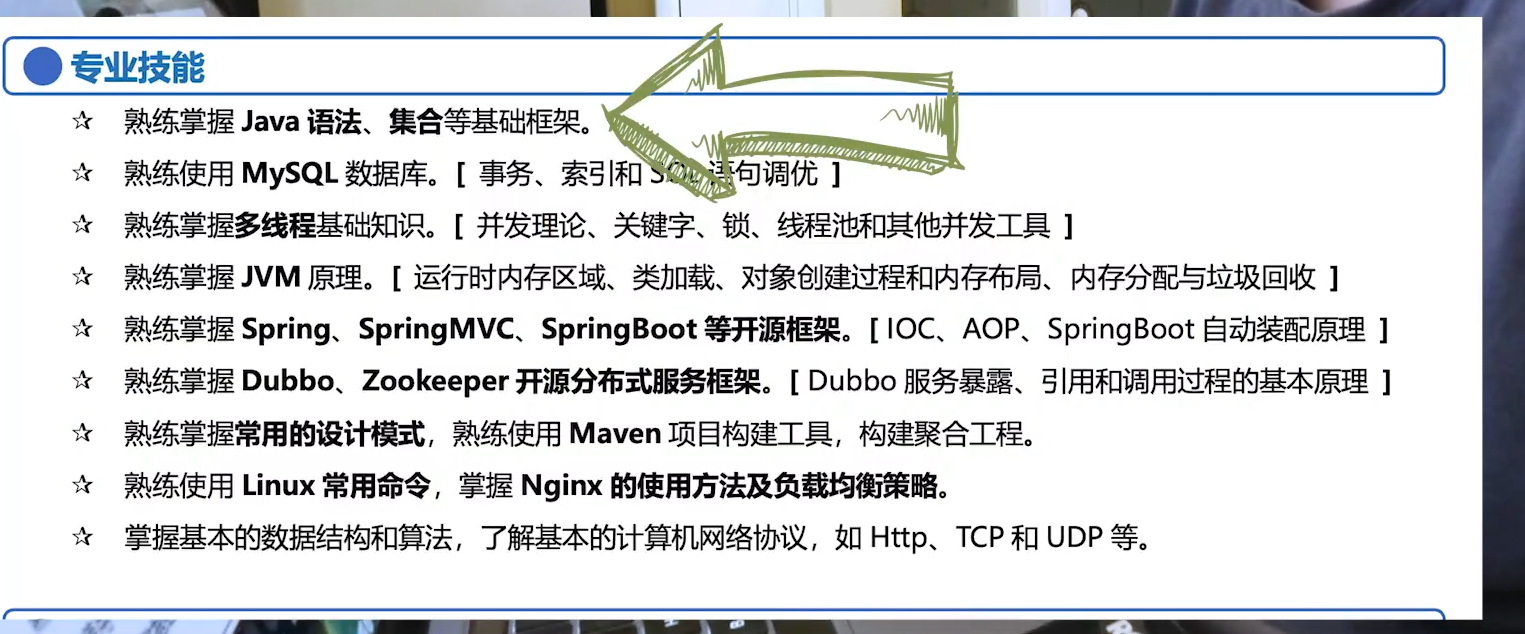 专业技能
☆ 熟练掌握 Java 语法、集合等基础框架。
☆ 熟练使用 MySQL 数据库。[ 事务、索引和 SQL 语句调优 ]
☆ 熟练掌握多线程基础知识。[ 并发理论、关键字、锁、线程池和其他并发工具 ]
☆ 熟练掌握 JVM 原理。[ 运行时内存区域、类加载、对象创建过程和内存布局、内存分配与垃圾回收 ]
☆ 熟练掌握 Spring、SpringMVC、SpringBoot 等开源框架。[ IOC、AOP、SpringBoot 自动装配原理 ]
☆ 熟练掌握 Dubbo、Zookeeper 开源分布式服务框架。[ Dubbo 服务暴露、引用和调用过程的基本原理 ]
☆ 熟练掌握常用的设计模式，熟练使用 Maven 项目构建工具，构建聚合工程。
☆ 熟练使用 Linux 常用命令，掌握 Nginx 的使用方法及负载均衡策略。
☆ 掌握基本的数据结构和算法，了解基本的计算机网络协议，如 Http、TCP 和 UDP 等。